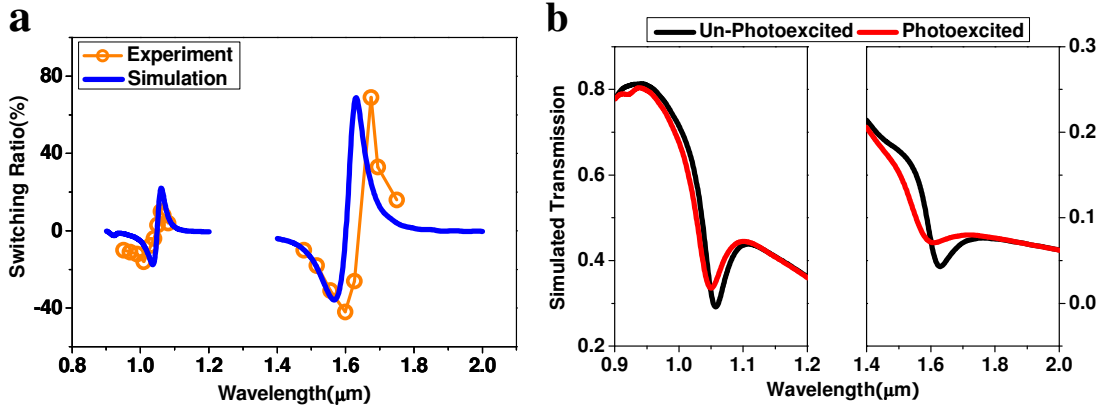 a
Experiment
Simulation
Switching Ratio(%)
80
40
0
-40
0.8 1.0 1.2 1.4 1.6 1.8 2.0
Wavelength(μm)
b
Un-Photoexcited Photoexcited
Simulated Transmission
0.8
0.6
0.4
0.2
0.3
0.2
0.1
0.0
0.9 1.0 1.1 1.2 1.4 1.6 1.8 2.0
Wavelength(μm)